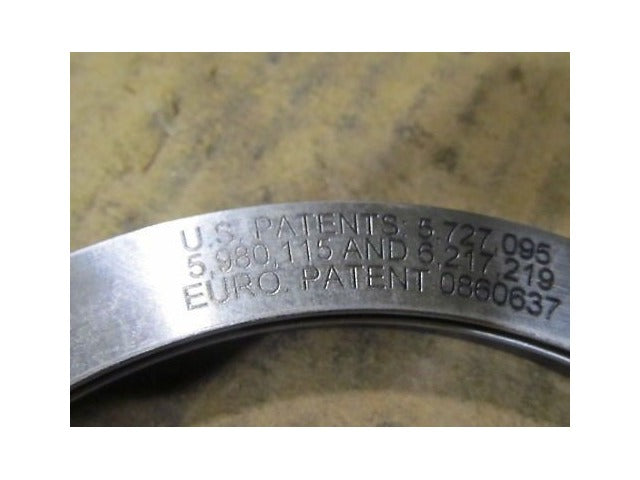 U.S. PATENTS: 5,727,095
5,980,115 AND 6,217,219
EURO. PATENT 0860637